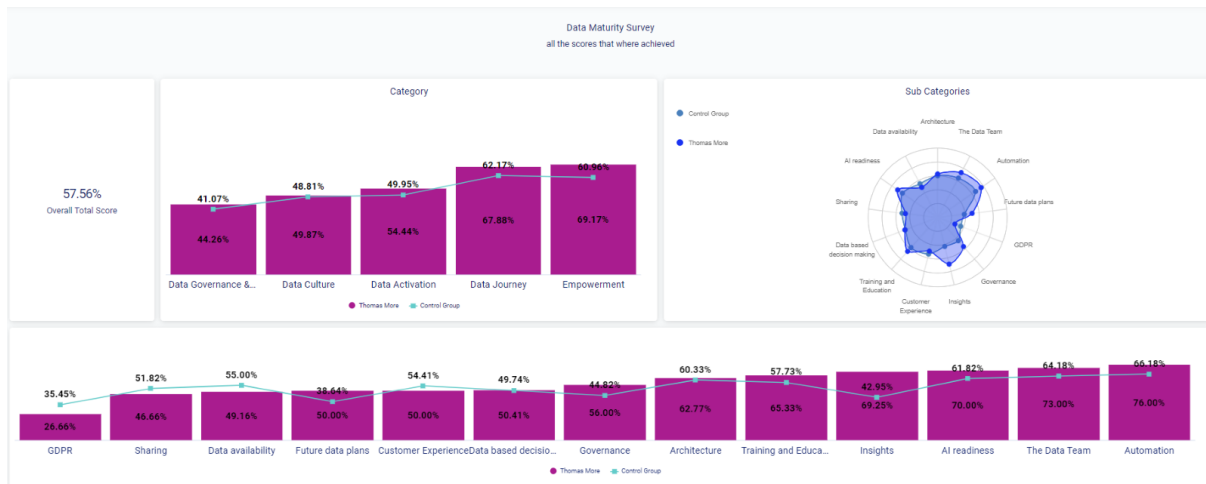 Data Maturity Survey
all the scores that where achieved
57.56%
Overall Total Score
Category
41.07%
48.81%
49.95%
62.17%
60.96%
44.26%
49.87%
54.44%
67.88%
69.17%
Data Governance &...
Data Culture
Data Activation
Data Journey
Empowerment
Thomas More
Control Group
Sub Categories
Control Group
Thomas More
Architecture
The Data Team
Automation
Future data plans
GDPR
Governance
Insights
Customer
Experience
Training and
Education
Data based
decision making
Sharing
AI readiness
Data availability
35.45%
51.82%
55.00%
38.64%
54.41%
49.74%
44.82%
60.33%
57.73%
42.95%
61.82%
64.18%
66.18%
26.66%
46.66%
49.16%
50.00%
50.00%
50.41%
56.00%
62.77%
65.33%
69.25%
70.00%
73.00%
76.00%
GDPR
Sharing
Data availability
Future data plans
Customer Experience
Data based decisio...
Governance
Architecture
Training and Educa...
Insights
AI readiness
The Data Team
Automation
Thomas More
Control Group